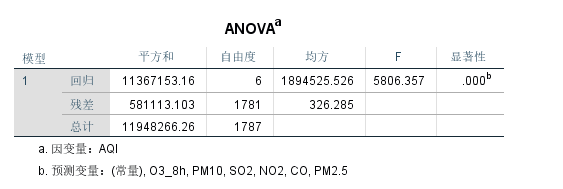 ANOVAa
模型 平方和 自由度 均方 F 显著性
1 回归 11367153.16 6 1894525.526 5806.357 .000b
残差 581113.103 1781 326.285
总计 11948266.26 1787
a. 因变量：AQI
b. 预测变量：(常量), O3_8h, PM10, SO2, NO2, CO, PM2.5